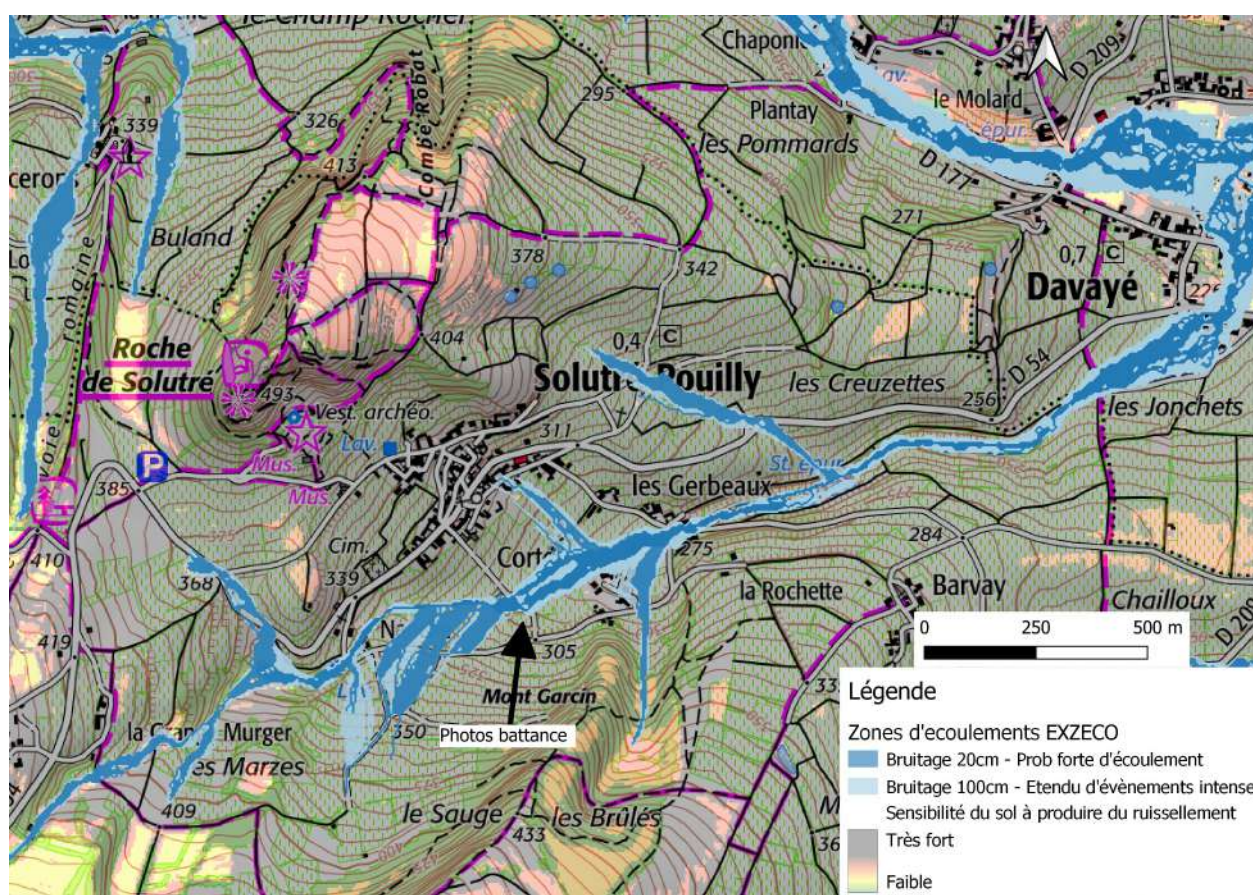 le Champ Rocher
Chaponi
D 209
le Molard
Plantay
295
326
339
413
Combe Robat
les Pommards
épur.
D 177
271
Buland
romaine
voie
378
342
0,7
C
Davayé
Roche
de Solutré
404
0,4
C
493
Vest. archéo.
Solutré-Pouilly
les Creuzettes
D 54
256
les Jonchets
Lav.
311
Mus.
Mus.
P
385
St. épur.
les Gerbeaux
375
410
275
284
Cim.
339
368
la Rochette
Barvay
Chailloux
419
305
350
Mont Garcin
Murger
les Marzes
409
Photos battance
le Sauge
433
les Brûlés
0
250
500 m
Légende
Zones d'ecoulements EXZECO
Bruitage 20cm - Prob forte d'écoulement
Bruitage 100cm - Etendu d'évènements intense
Sensibilité du sol à produire du ruissellement
Très fort
Faible